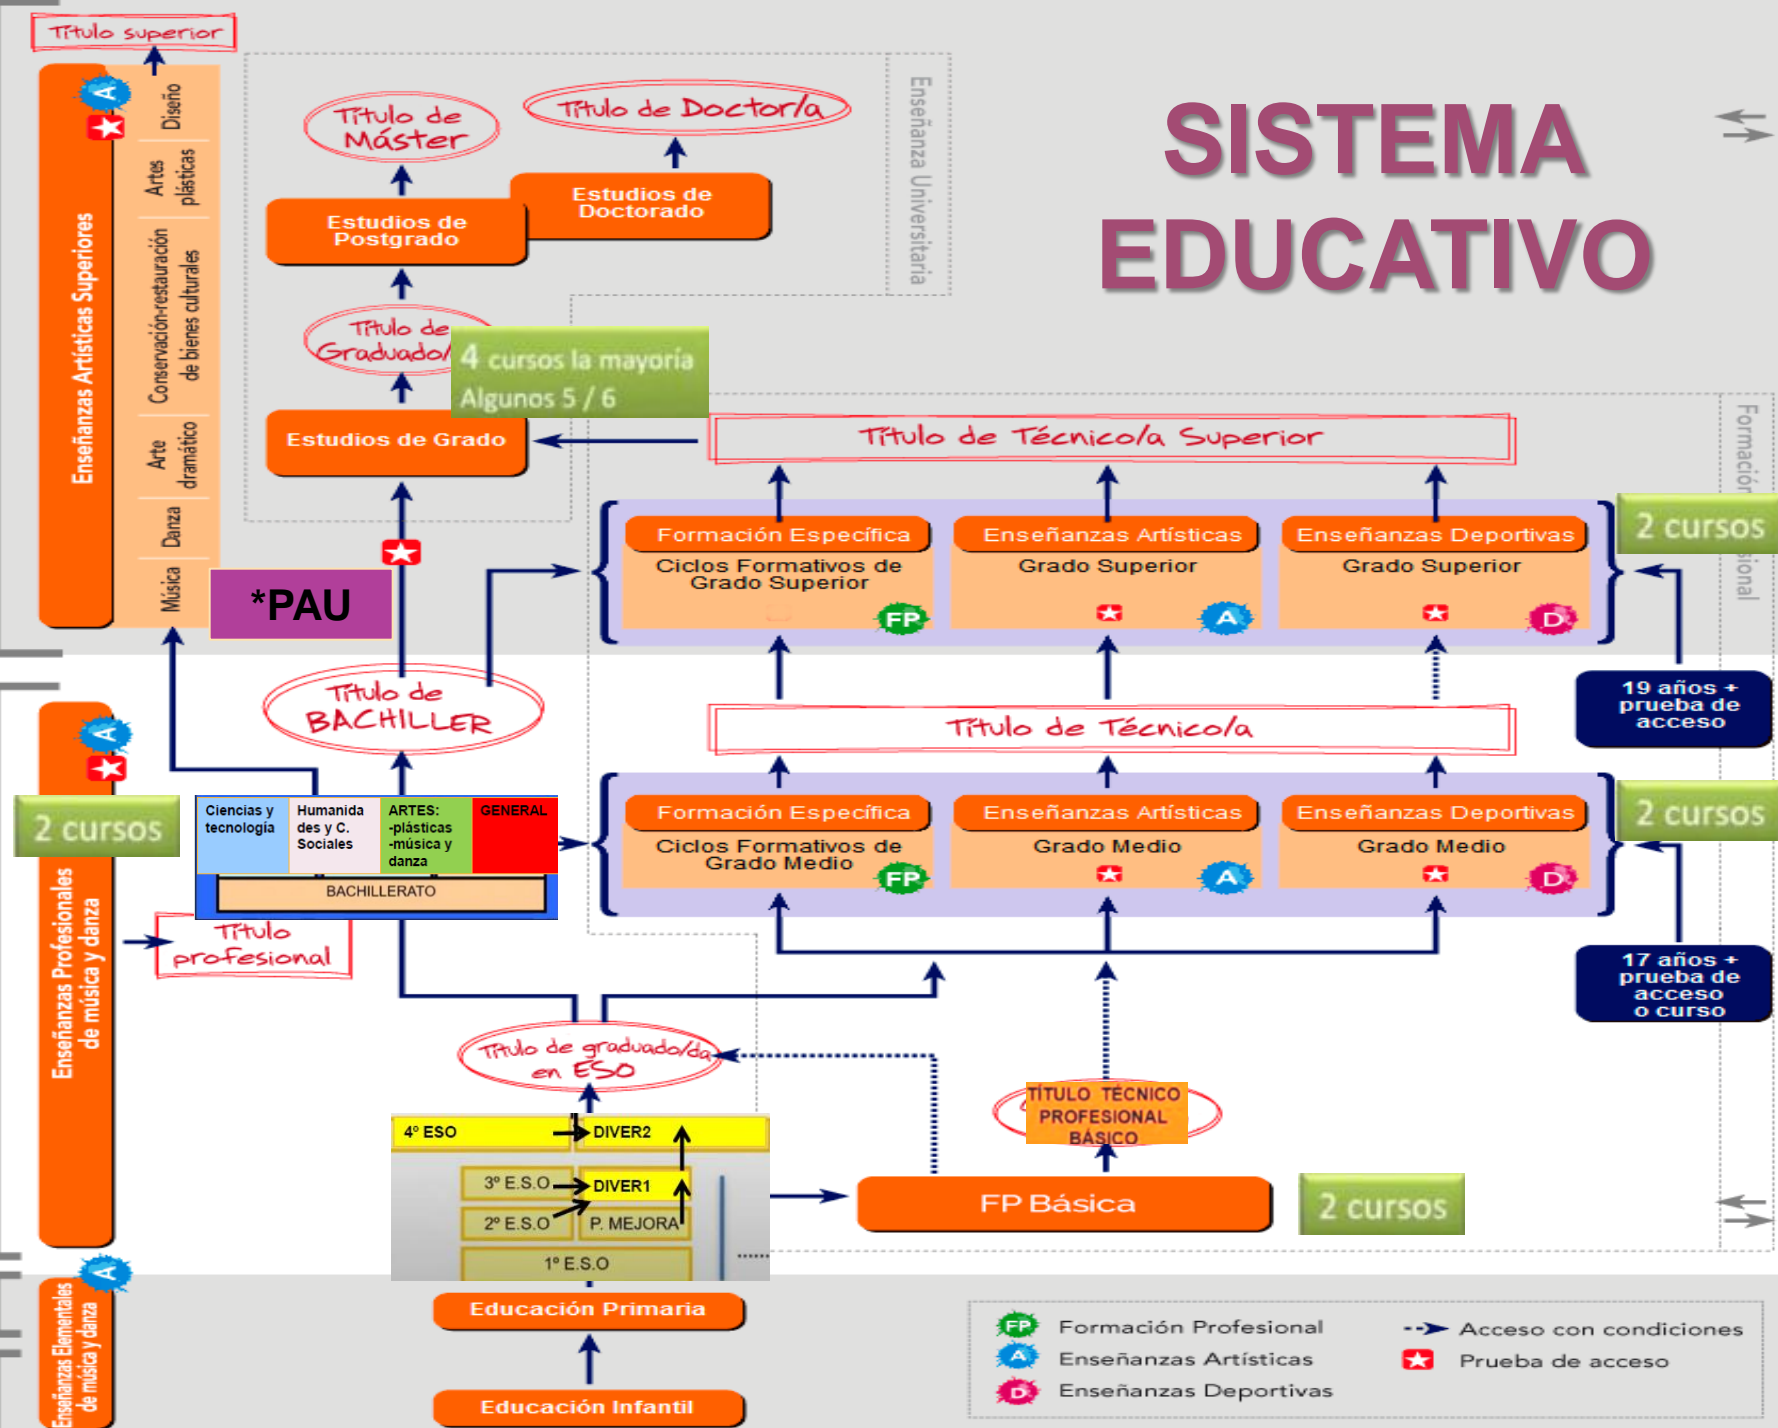 SISTEMA
EDUCATIVO
Título superior
Enseñanzas Artísticas Superiores
Diseño
Artes
plásticas
Conservación-restauración
de bienes culturales
Arte
dramático
Danza
Música
Enseñanza Universitaria
Título de
Máster
Título de Doctor/a
Estudios de
Postgrado
Estudios de
Doctorado
Título de
Graduado/
4 cursos la mayoría
Algunos 5 / 6
Estudios de Grado
Título de Técnico/a Superior
Formación
sional
Formación Específica
Ciclos Formativos de
Grado Superior
FP
Enseñanzas Artísticas
Grado Superior
A
Enseñanzas Deportivas
Grado Superior
D
2 cursos
*PAU
19 años +
prueba de
acceso
Título de
BACHILLER
Título de Técnico/a
Enseñanzas Profesionales
de música y danza
A
A
2 cursos
Ciencias y
tecnología
Humanida
des y C.
Sociales
ARTES:
-plásticas
-música y
danza
GENERAL
BACHILLERATO
Formación Específica
Ciclos Formativos de
Grado Medio
FP
Enseñanzas Artísticas
Grado Medio
A
Enseñanzas Deportivas
Grado Medio
D
2 cursos
17 años +
prueba de
acceso
o curso
Título
profesional
Título de graduado/da
en ESO
TÍTULO TÉCNICO
PROFESIONAL
BÁSICO
4º ESO
DIVER2
3º E.S.O
DIVER1
2º E.S.O
P. MEJORA
1º E.S.O
FP Básica
2 cursos
Enseñanzas Elementales
de música y danza
A
Educación Primaria
Educación Infantil
FP Formación Profesional
A Enseñanzas Artísticas
D Enseñanzas Deportivas
Acceso con condiciones
Prueba de acceso